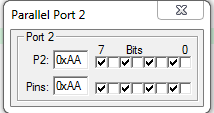 Parallel Port 2
Port 2
7 Bits 0
P2: 0xAA
Pins: 0xAA